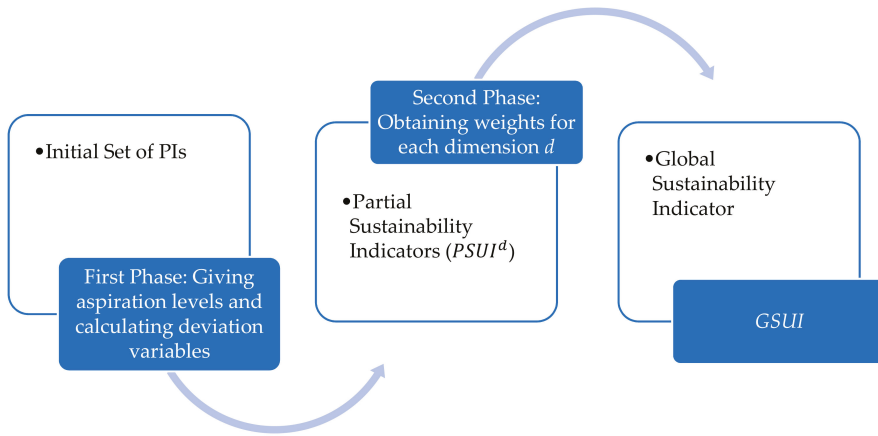 •Initial Set of PIs
First Phase: Giving
aspiration levels and
calculating deviation
variables
Second Phase:
Obtaining weights for
each dimension d
•Partial
Sustainability
Indicators (PSUI^d)
•Global
Sustainability
Indicator
GSUI